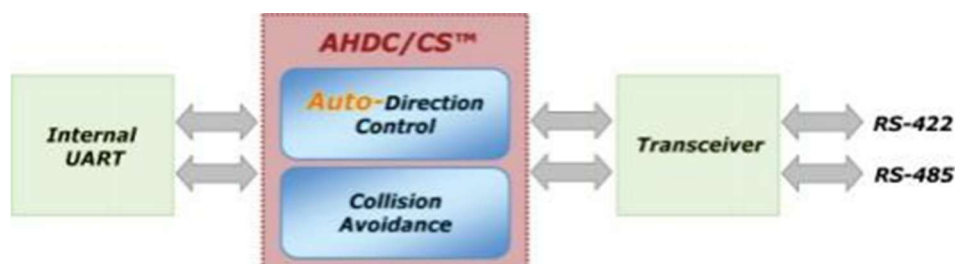 AHDC/CS™
Auto-Direction
Control
Internal
UART
Transceiver
RS-422
RS-485
Collision
Avoidance